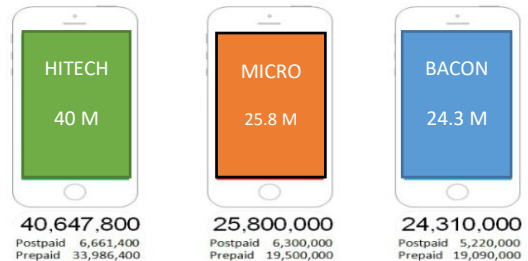 HITECH
40 M
40,647,800
Postpaid 6,661,400
Prepaid 33,986,400
MICRO
25.8 M
25,800,000
Postpaid 6,300,000
Prepaid 19,500,000
BACON
24.3 M
24,310,000
Postpaid 5,220,000
Prepaid 19,090,000